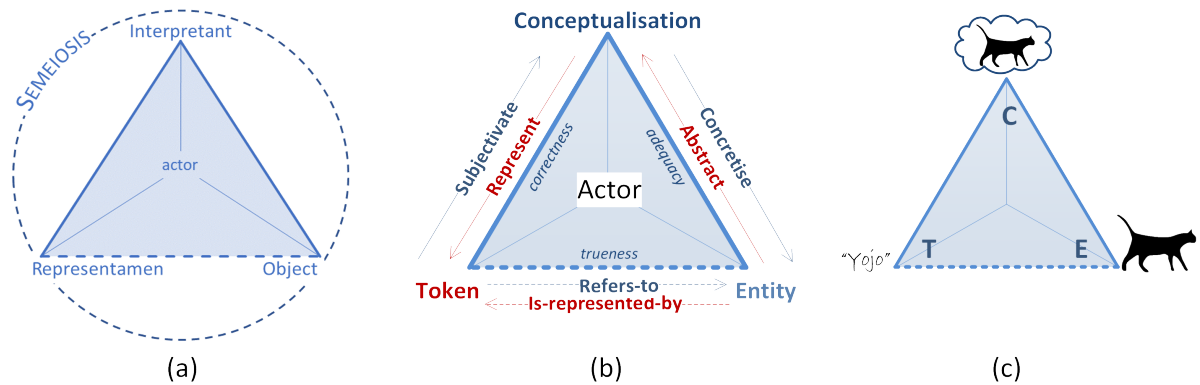 SEMEIOSIS
Interpretant
actor
Representamen
Object
(a)
Conceptualisation
Subjectivate
Represent
correctness
Concretise
Abstract
adequacy
Actor
trueness
Token
Refers-to
Entity
Is-represented-by
(b)
C
"Yojo"
T
E
(c)